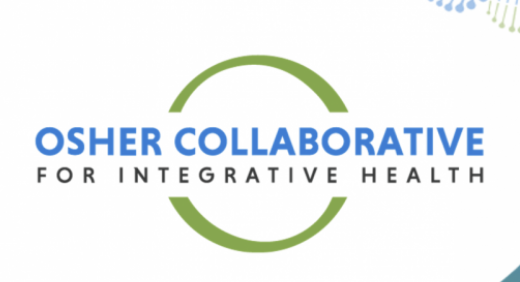 OSHER COLLABORATIVE
FOR INTEGRATIVE HEALTH